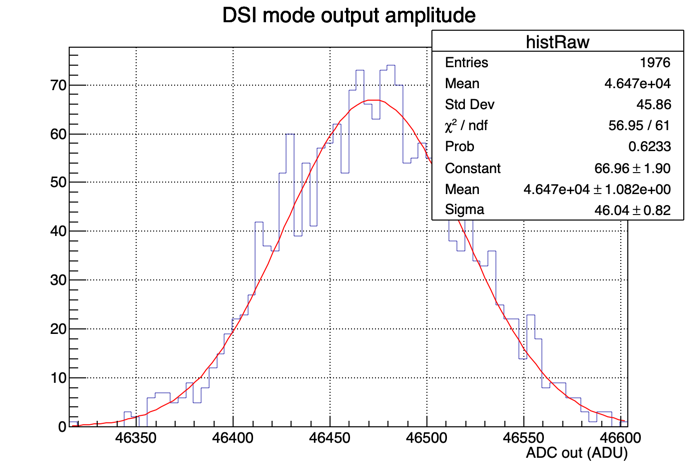 DSI mode output amplitude
histRaw
Entries 1976
Mean 4.647e+04
Std Dev 45.86
χ² / ndf 56.95 / 61
Prob 0.6233
Constant 66.96 ± 1.90
Mean 4.647e+04 ± 1.082e+00
Sigma 46.04 ± 0.82
70
60
50
40
30
20
10
0
46350 46400 46450 46500 46550 46600
ADC out (ADU)